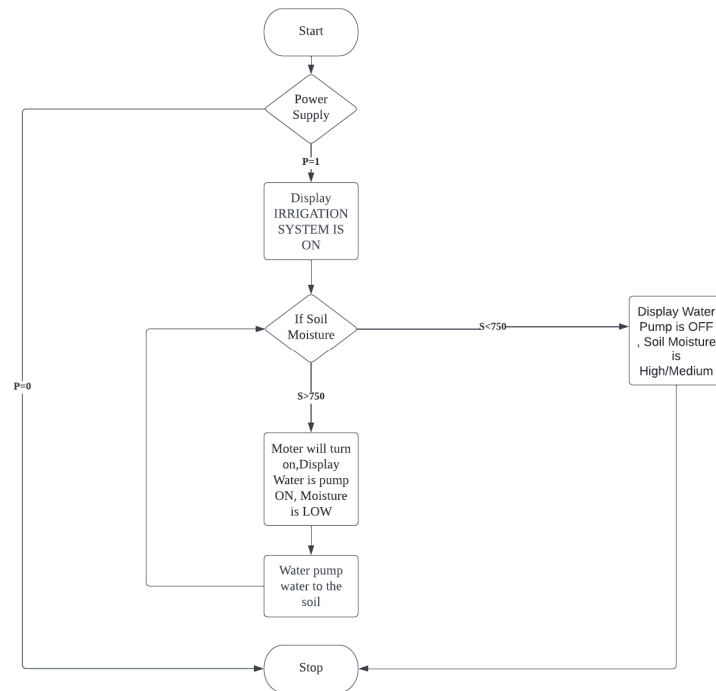 Start
Power
Supply
P=1
Display
IRRIGATION
SYSTEM IS
ON
If Soil
Moisture
S<750
Display Water
Pump is OFF
, Soil Moisture
is
High/Medium
P=0
S>750
Moter will turn
on,Display
Water is pump
ON, Moisture
is LOW
Water pump
water to the
soil
Stop